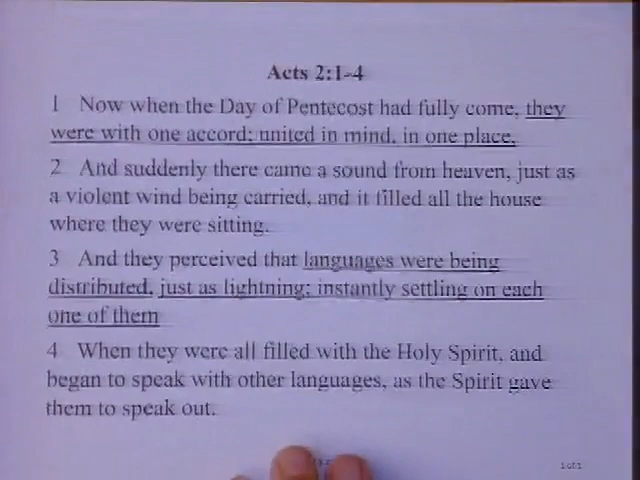 Acts 2:1-4
1 Now when the Day of Pentecost had fully come, they
were with one accord; united in mind, in one place.
2 And suddenly there came a sound from heaven, just as
a violent wind being carried, and it filled all the house
where they were sitting.
3 And they perceived that languages were being
distributed, just as lightning; instantly settling on each
one of them
4 When they were all filled with the Holy Spirit, and
began to speak with other languages, as the Spirit gave
them to speak out.
1 of 1